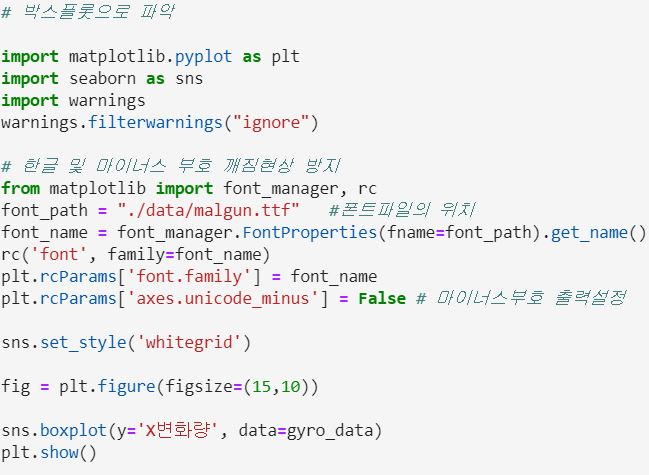 # 박스플롯으로 파악
import matplotlib.pyplot as plt
import seaborn as sns
import warnings
warnings.filterwarnings("ignore")
# 한글 및 마이너스 부호 깨짐현상 방지
from matplotlib import font_manager, rc
font_path = "./data/malgun.ttf"   #폰트파일의 위치
font_name = font_manager.FontProperties(fname=font_path).get_name()
rc('font', family=font_name)
plt.rcParams['font.family'] = font_name
plt.rcParams['axes.unicode_minus'] = False # 마이너스부호 출력설정
sns.set_style('whitegrid')
fig = plt.figure(figsize=(15,10))
sns.boxplot(y='X변화량', data=gyro_data)
plt.show()